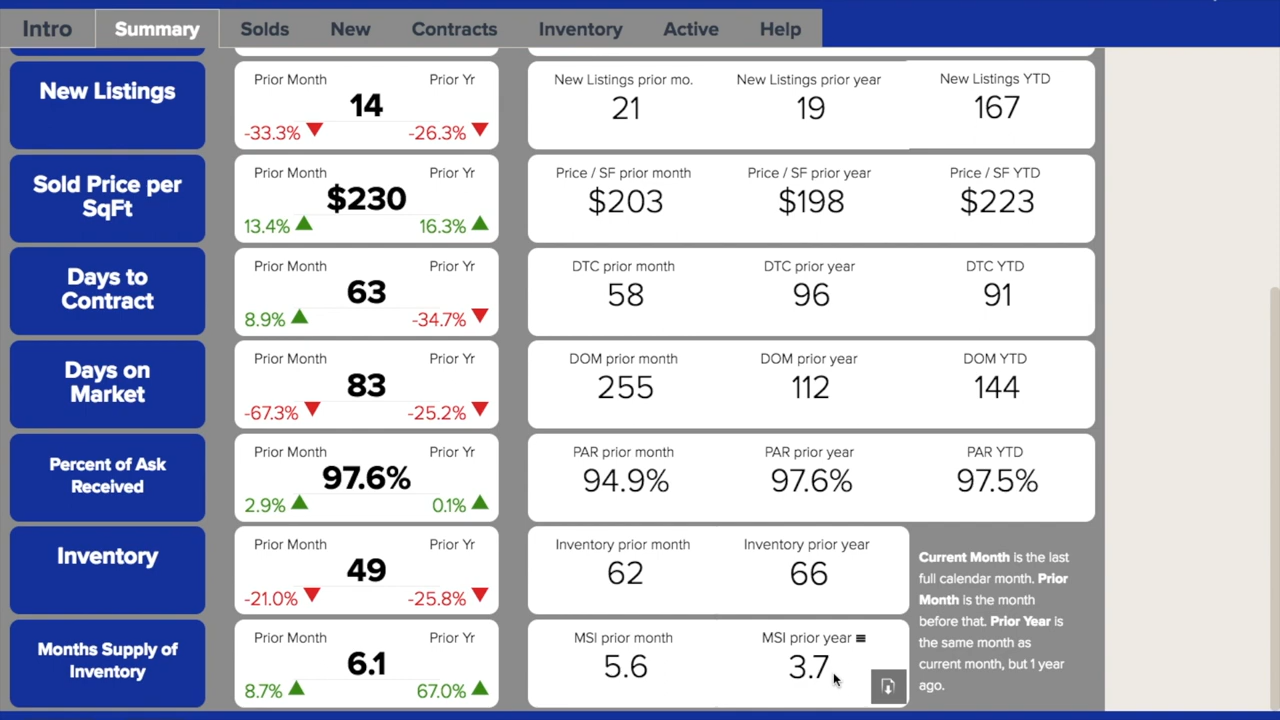 Intro Summary Solds New Contracts Inventory Active Help
New Listings
Prior Month Prior Yr
14
-33.3% -26.3%
New Listings prior mo. New Listings prior year New Listings YTD
21 19 167
Sold Price per
SqFt
Prior Month Prior Yr
$230
13.4% 16.3%
Price / SF prior month Price / SF prior year Price / SF YTD
$203 $198 $223
Days to
Contract
Prior Month Prior Yr
63
8.9% -34.7%
DTC prior month DTC prior year DTC YTD
58 96 91
Days on
Market
Prior Month Prior Yr
83
-67.3% -25.2%
DOM prior month DOM prior year DOM YTD
255 112 144
Percent of Ask
Received
Prior Month Prior Yr
97.6%
2.9% 0.1%
PAR prior month PAR prior year PAR YTD
94.9% 97.6% 97.5%
Inventory
Prior Month Prior Yr
49
-21.0% -25.8%
Inventory prior month Inventory prior year
62 66
Months Supply of
Inventory
Prior Month Prior Yr
6.1
8.7% 67.0%
MSI prior month MSI prior year
5.6 3.7
Current Month is the last
full calendar month. Prior
Month is the month
before that. Prior Year is
the same month as
current month, but 1 year
ago.